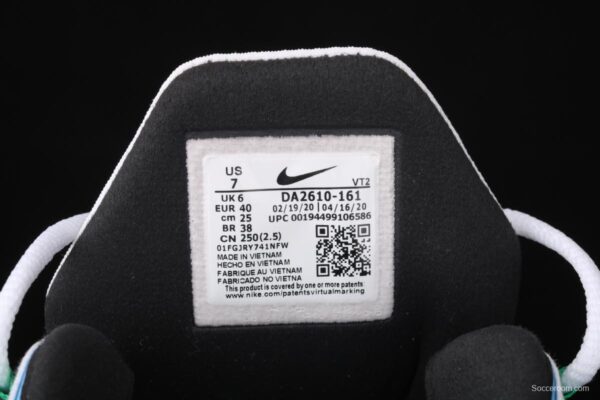 US
7
VT2
UK 6
DA2610-161
EUR 40
02/19/20 | 04/16/20
cm 25
UPC 00194499106586
BR 38
CN 250(2.5)
01FGJRY741NFW
MADE IN VIETNAM
HECHO EN VIETNAM
FABRIQUE AU VIETNAM
FABRICADO NO VIETNA
This product is covered by one or more patents
www.nike.com/patentsvirtualmarking
Soccerooom.com